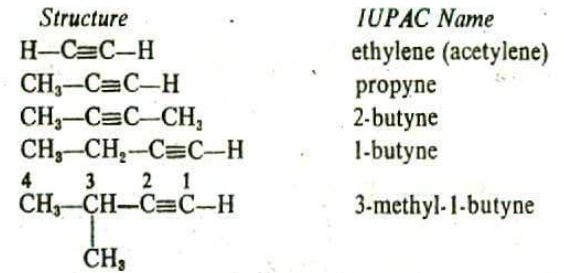 Structure IUPAC Name
H—C≡C—H ethylene (acetylene)
CH₃—C≡C—H propyne
CH₃—C≡C—CH₃ 2-butyne
CH₃—CH₂—C≡C—H 1-butyne
4 3 2 1
CH₃—CH—C≡C—H 3-methyl-1-butyne
CH₃